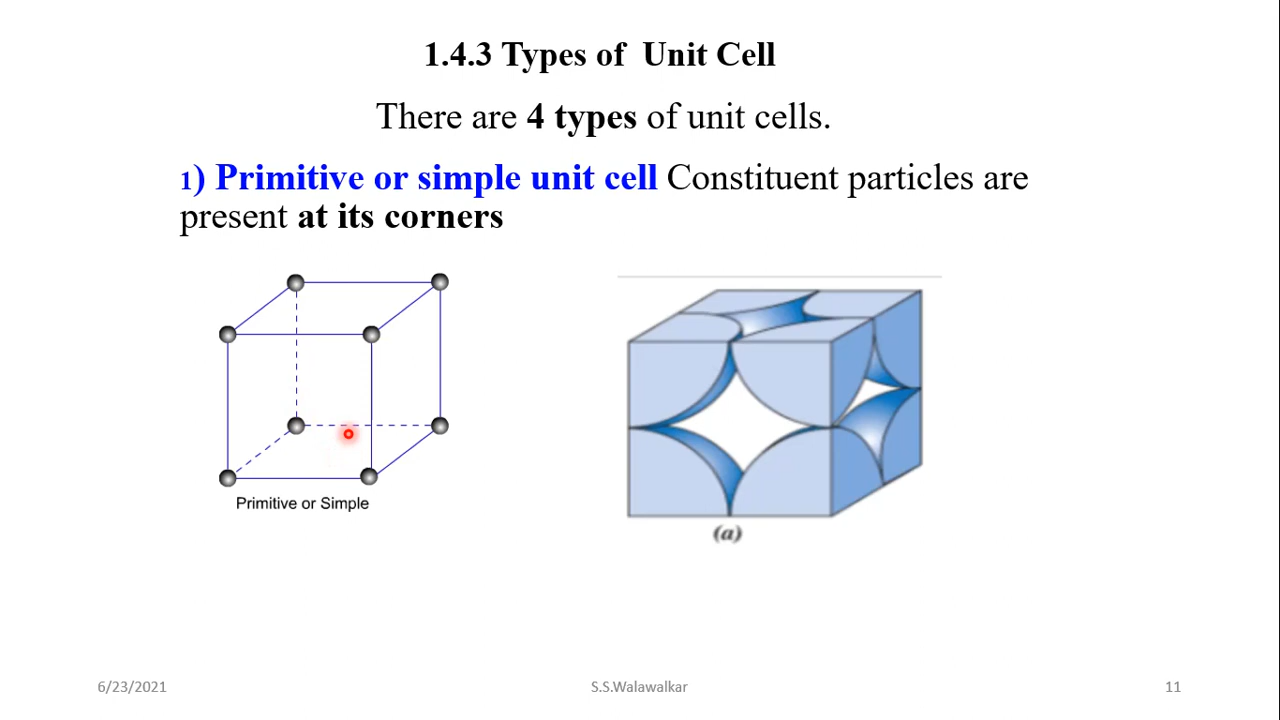 1.4.3 Types of  Unit Cell
There are 4 types of unit cells.
1) Primitive or simple unit cell Constituent particles are
present at its corners
Primitive or Simple
(a)
6/23/2021
S.S.Walawalkar
11